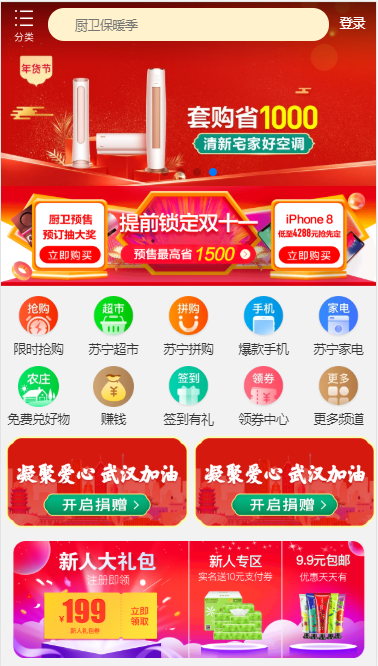 厨卫保暖季
登录
分类
年货节
套购省1000
清新宅家好空调
厨卫预售
预订抽大奖
立即购买
提前锁定双十一
预售最高省 1500
iPhone 8
低至4288元抢先定
立即购买
抢购
超市
拼购
手机
家电
限时抢购
苏宁超市
苏宁拼购
爆款手机
苏宁家电
农庄
签到
领券
更多
免费兑好物
赚钱
签到有礼
领券中心
更多频道
凝聚爱心 武汉加油
开启捐赠
凝聚爱心 武汉加油
开启捐赠
新人大礼包
注册即领
¥199
新人礼包券
立即
领取
新人专区
实名送10元支付券
9.9元包邮
优惠天天有